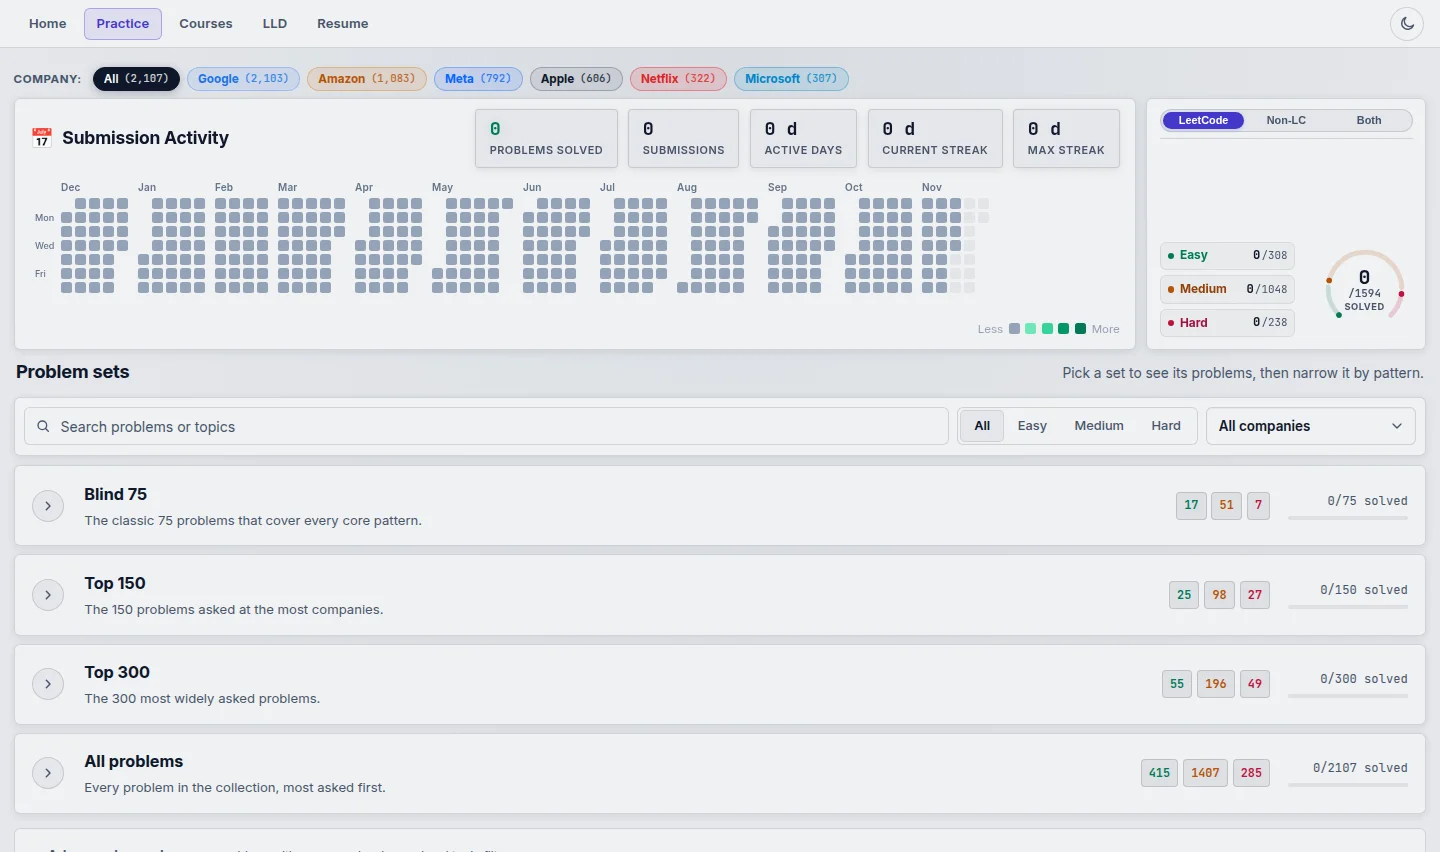 Home Practice Courses LLD Resume
COMPANY: All (2,107) Google (2,103) Amazon (1,083) Meta (792) Apple (606) Netflix (322) Microsoft (307)
Submission Activity
0 PROBLEMS SOLVED
0 SUBMISSIONS
0 d ACTIVE DAYS
0 d CURRENT STREAK
0 d MAX STREAK
Dec Jan Feb Mar Apr May Jun Jul Aug Sep Oct Nov
Mon
Wed
Fri
Less More
LeetCode Non-LC Both
Easy 0/308
Medium 0/1048
Hard 0/238
0
/1594
SOLVED
Problem sets
Pick a set to see its problems, then narrow it by pattern.
Search problems or topics
All Easy Medium Hard
All companies
Blind 75
The classic 75 problems that cover every core pattern.
17 51 7 0/75 solved
Top 150
The 150 problems asked at the most companies.
25 98 27 0/150 solved
Top 300
The 300 most widely asked problems.
55 196 49 0/300 solved
All problems
Every problem in the collection, most asked first.
415 1407 285 0/2107 solved